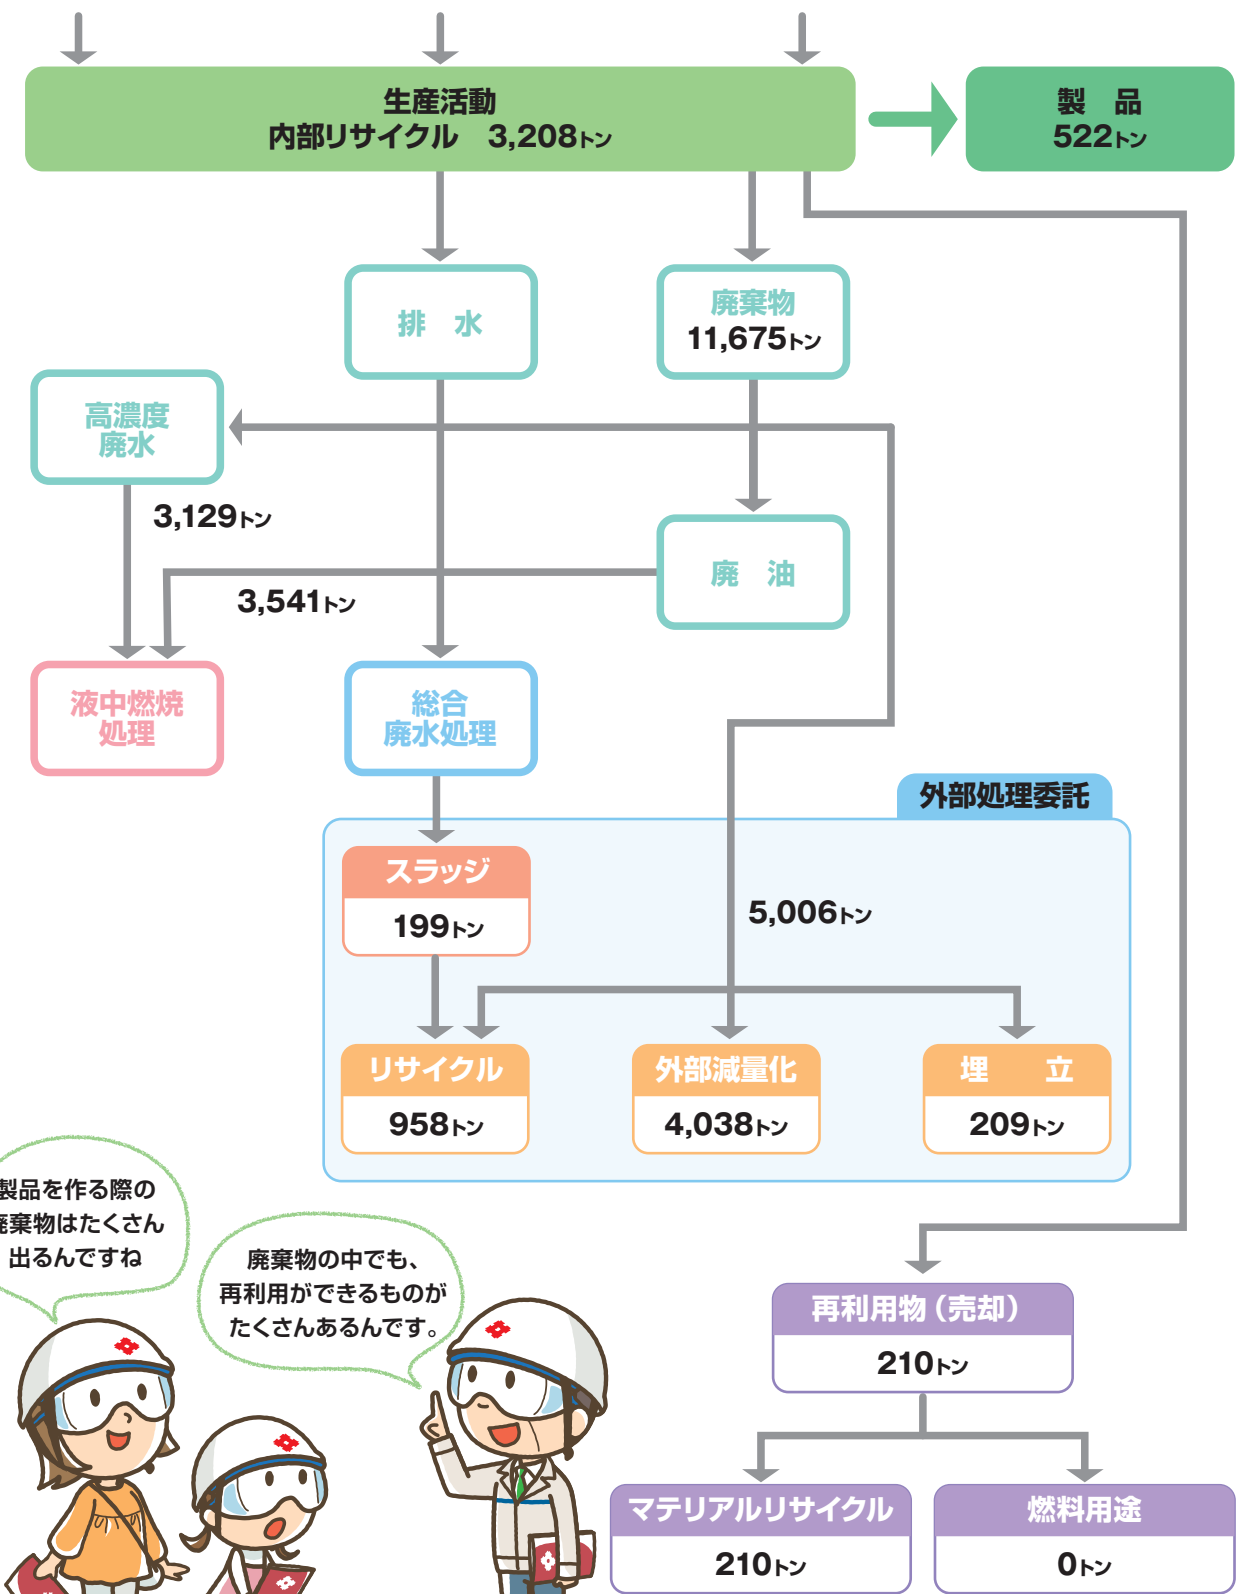 生産活動
内部リサイクル　3,208トン
製　品
522トン
排　水
廃棄物
11,675トン
高濃度
廃水
3,129トン
廃　油
3,541トン
液中燃焼
処理
総合
廃水処理
外部処理委託
スラッジ
199トン
5,006トン
リサイクル
958トン
外部減量化
4,038トン
埋　立
209トン
製品を作る際の
廃棄物はたくさん
出るんですね
廃棄物の中でも、
再利用ができるものが
たくさんあるんです。
再利用物（売却）
210トン
マテリアルリサイクル
210トン
燃料用途
0トン